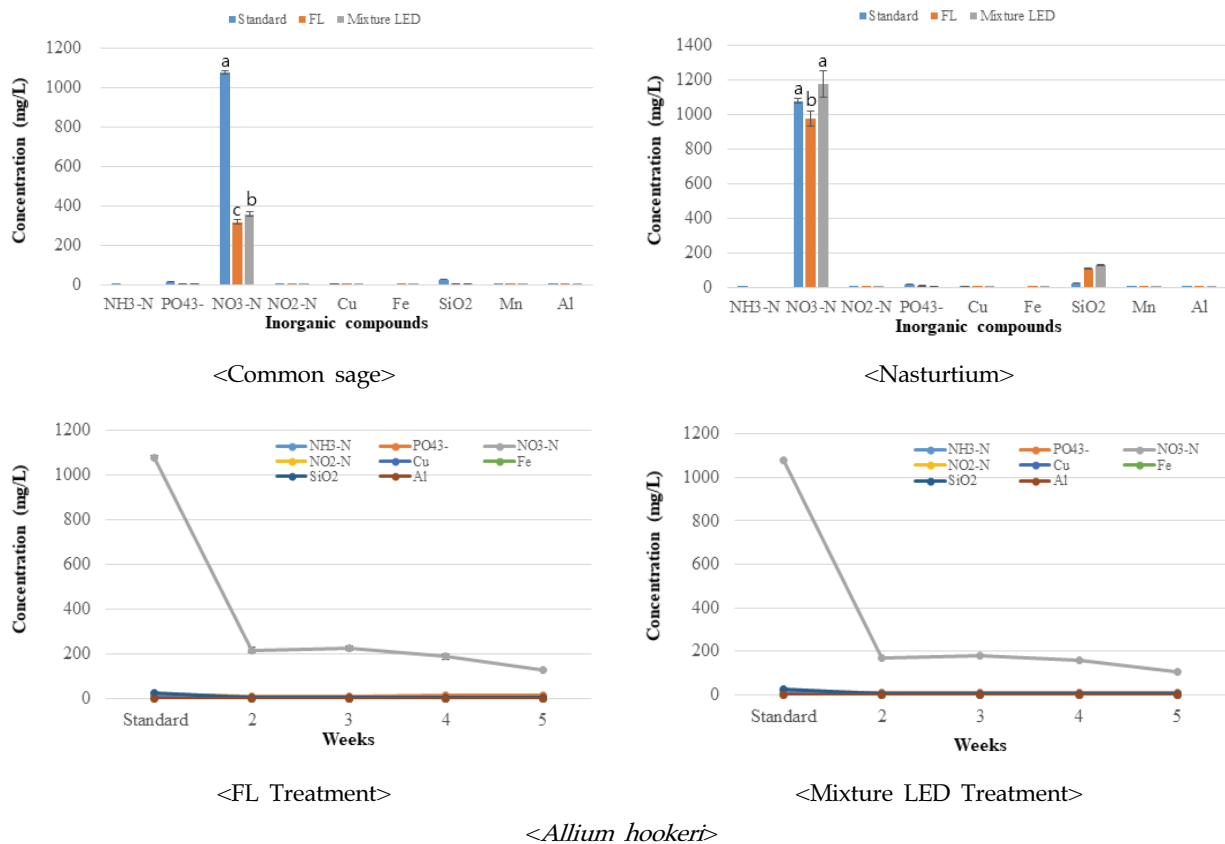 Standard FL Mixture LED
1200
1000
800
600
400
200
0
Concentration (mg/L)
a
c
b
NH3-N PO43- NO3-N NO2-N Cu Fe SiO2 Mn Al
Inorganic compounds
<Common sage>
Standard FL Mixture LED
1400
1200
1000
800
600
400
200
0
Concentration (mg/L)
a
b
a
NH3-N NO3-N NO2-N PO43- Cu Fe SiO2 Mn Al
Inorganic compounds
<Nasturtium>
1200
1000
800
600
400
200
0
Concentration (mg/L)
NH3-N PO43- NO3-N
NO2-N Cu Fe
SiO2 Al
Standard 2 3 4 5
Weeks
<FL Treatment>
1200
1000
800
600
400
200
0
Concentration (mg/L)
NH3-N PO43- NO3-N
NO2-N Cu Fe
SiO2 Al
Standard 2 3 4 5
Weeks
<Mixture LED Treatment>
<Allium hookeri>